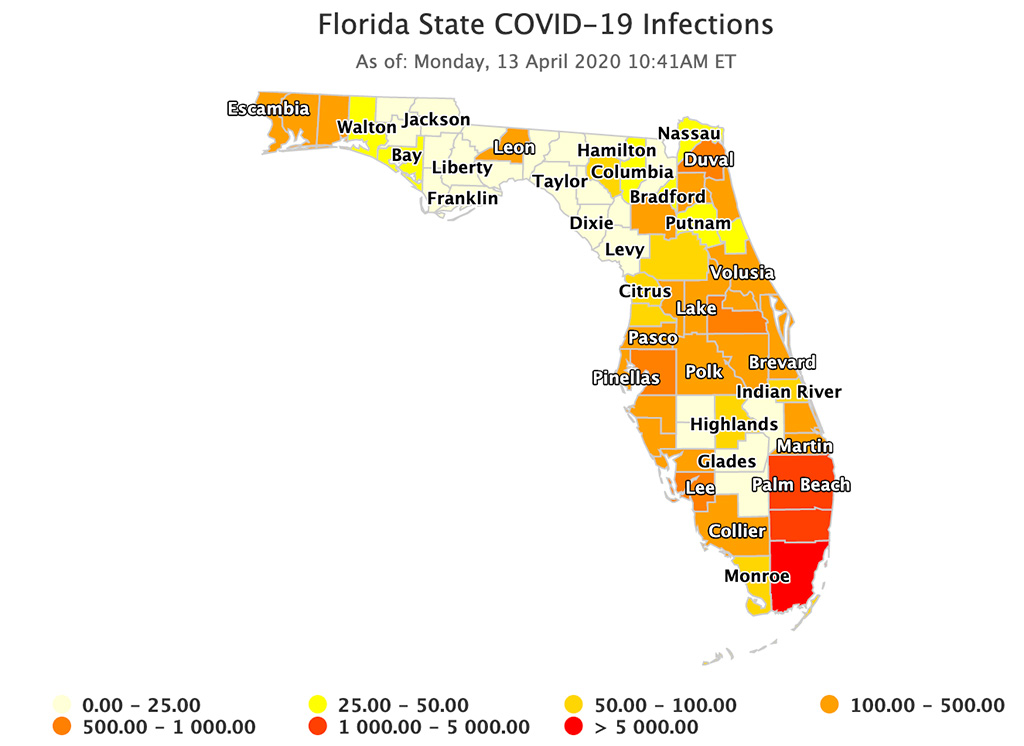 Florida State COVID-19 Infections
As of: Monday, 13 April 2020 10:41AM ET
Escambia
Walton
Jackson
Bay
Liberty
Leon
Franklin
Taylor
Hamilton
Columbia
Nassau
Duval
Bradford
Dixie
Putnam
Levy
Volusia
Citrus
Lake
Pasco
Brevard
Pinellas
Polk
Indian River
Highlands
Martin
Glades
Lee
Palm Beach
Collier
Monroe
0.00 - 25.00
25.00 - 50.00
50.00 - 100.00
100.00 - 500.00
500.00 - 1 000.00
1 000.00 - 5 000.00
> 5 000.00